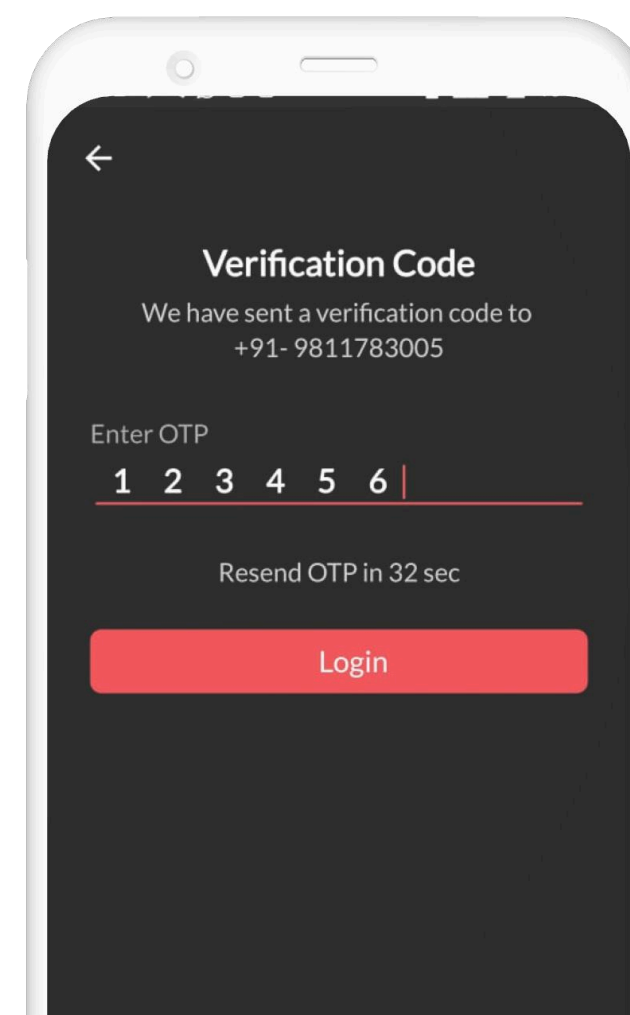 Verification Code
We have sent a verification code to
+91- 9811783005
Enter OTP
1 2 3 4 5 6
Resend OTP in 32 sec
Login